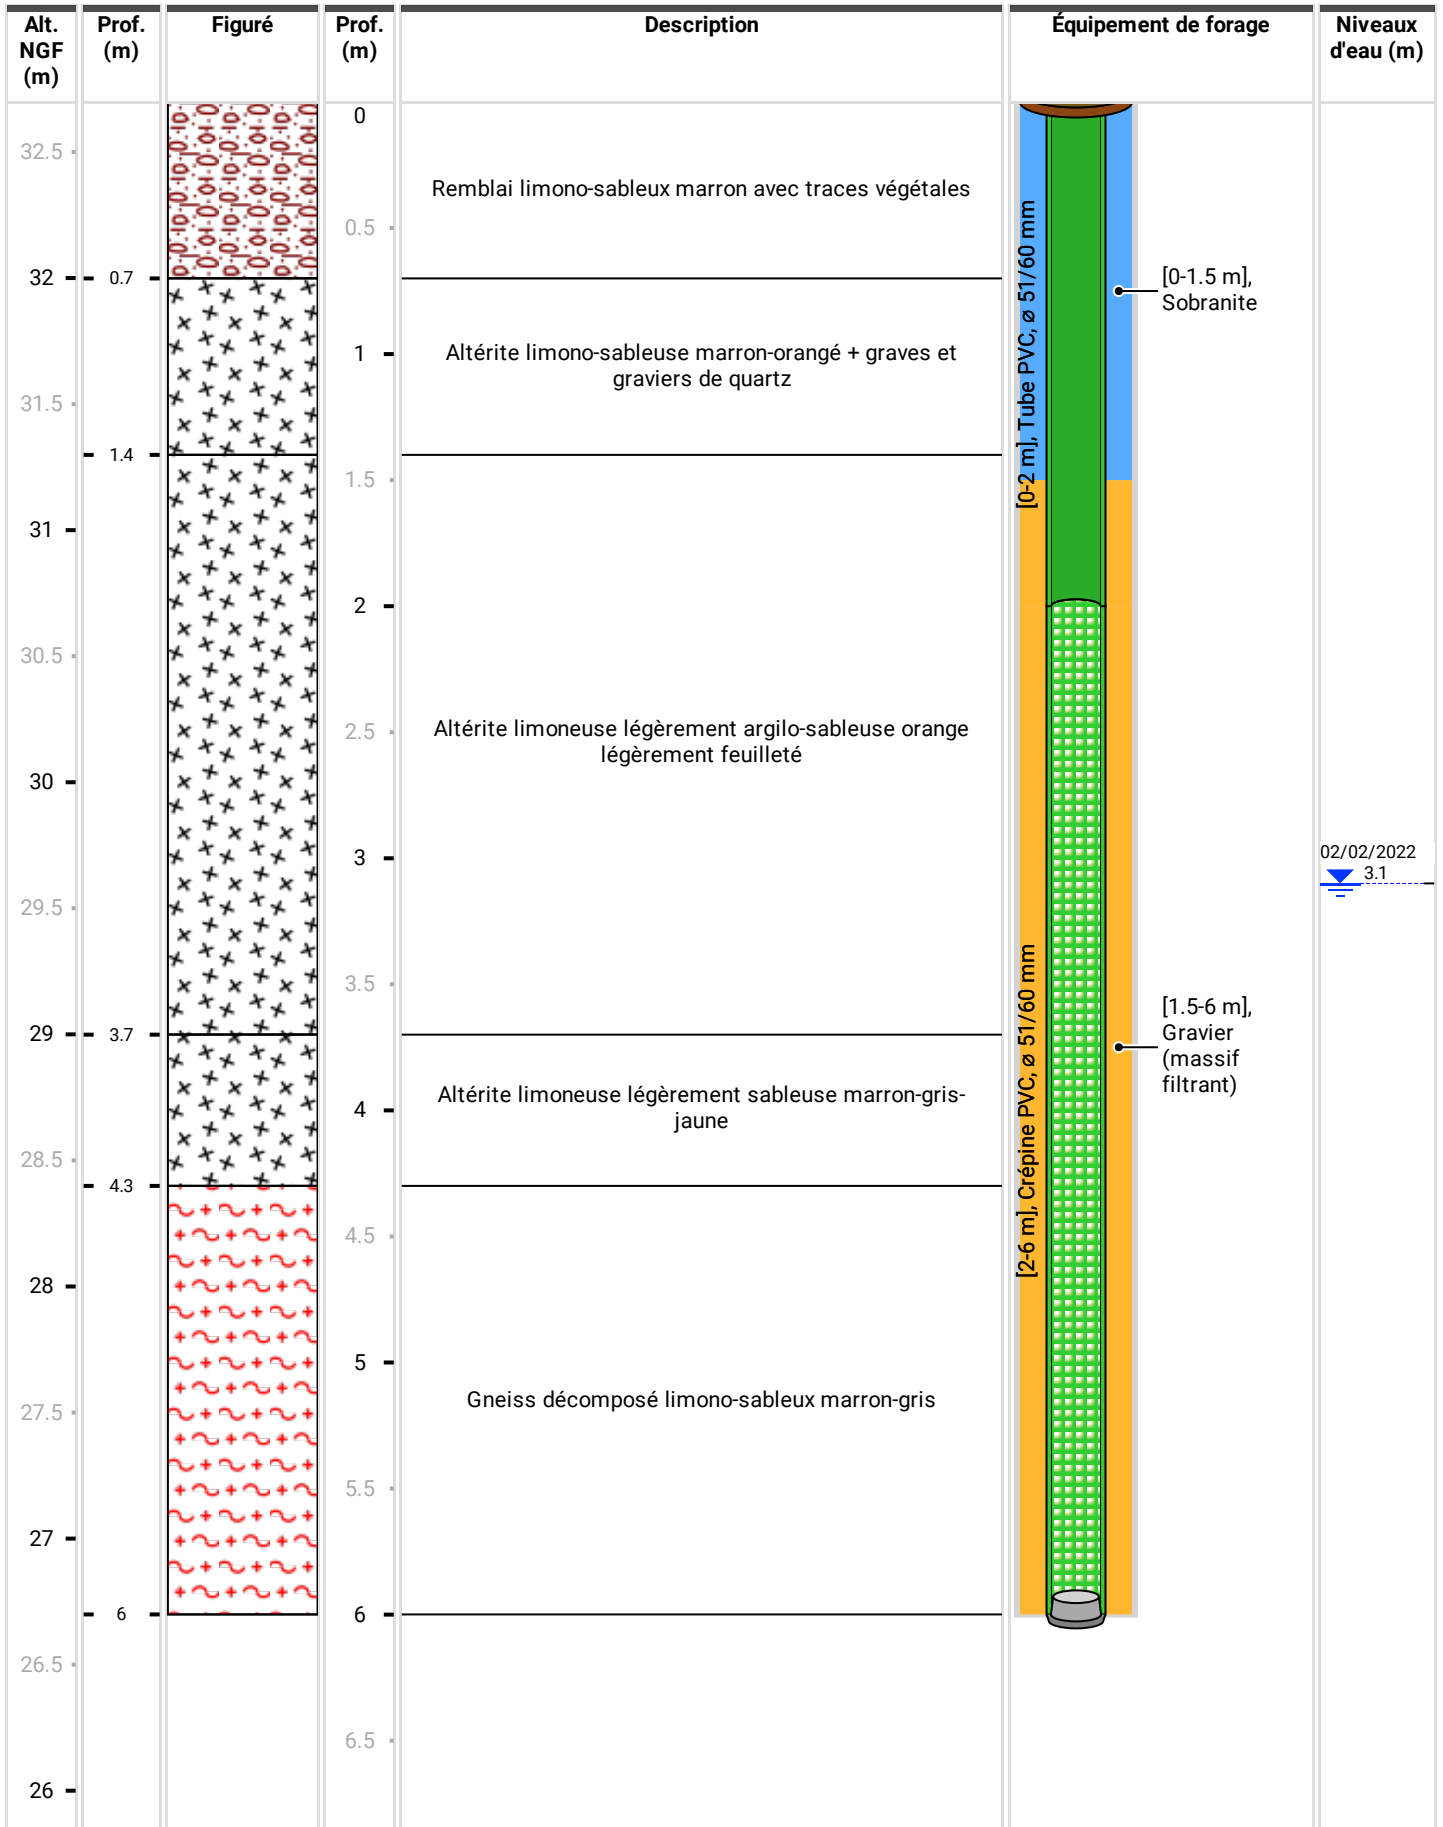 Alt.
NGF
(m)
Prof.
(m)
Figuré
Prof.
(m)
Description
Équipement de forage
Niveaux
d'eau (m)
32.5
32
31.5
31
30.5
30
29.5
29
28.5
28
27.5
27
26.5
26
0.7
1.4
3.7
4.3
6
0
0.5
1
1.5
2
2.5
3
3.5
4
4.5
5
5.5
6
6.5
Remblai limono-sableux marron avec traces végétales
Altérite limono-sableuse marron-orangé + graves et
graviers de quartz
Altérite limoneuse légèrement argilo-sableuse orange
légèrement feuilleté
Altérite limoneuse légèrement sableuse marron-gris-
jaune
Gneiss décomposé limono-sableux marron-gris
[0-2 m], Tube PVC, ø 51/60 mm
[2-6 m], Crépine PVC, ø 51/60 mm
[0-1.5 m],
Sobranite
[1.5-6 m],
Gravier
(massif
filtrant)
02/02/2022
3.1